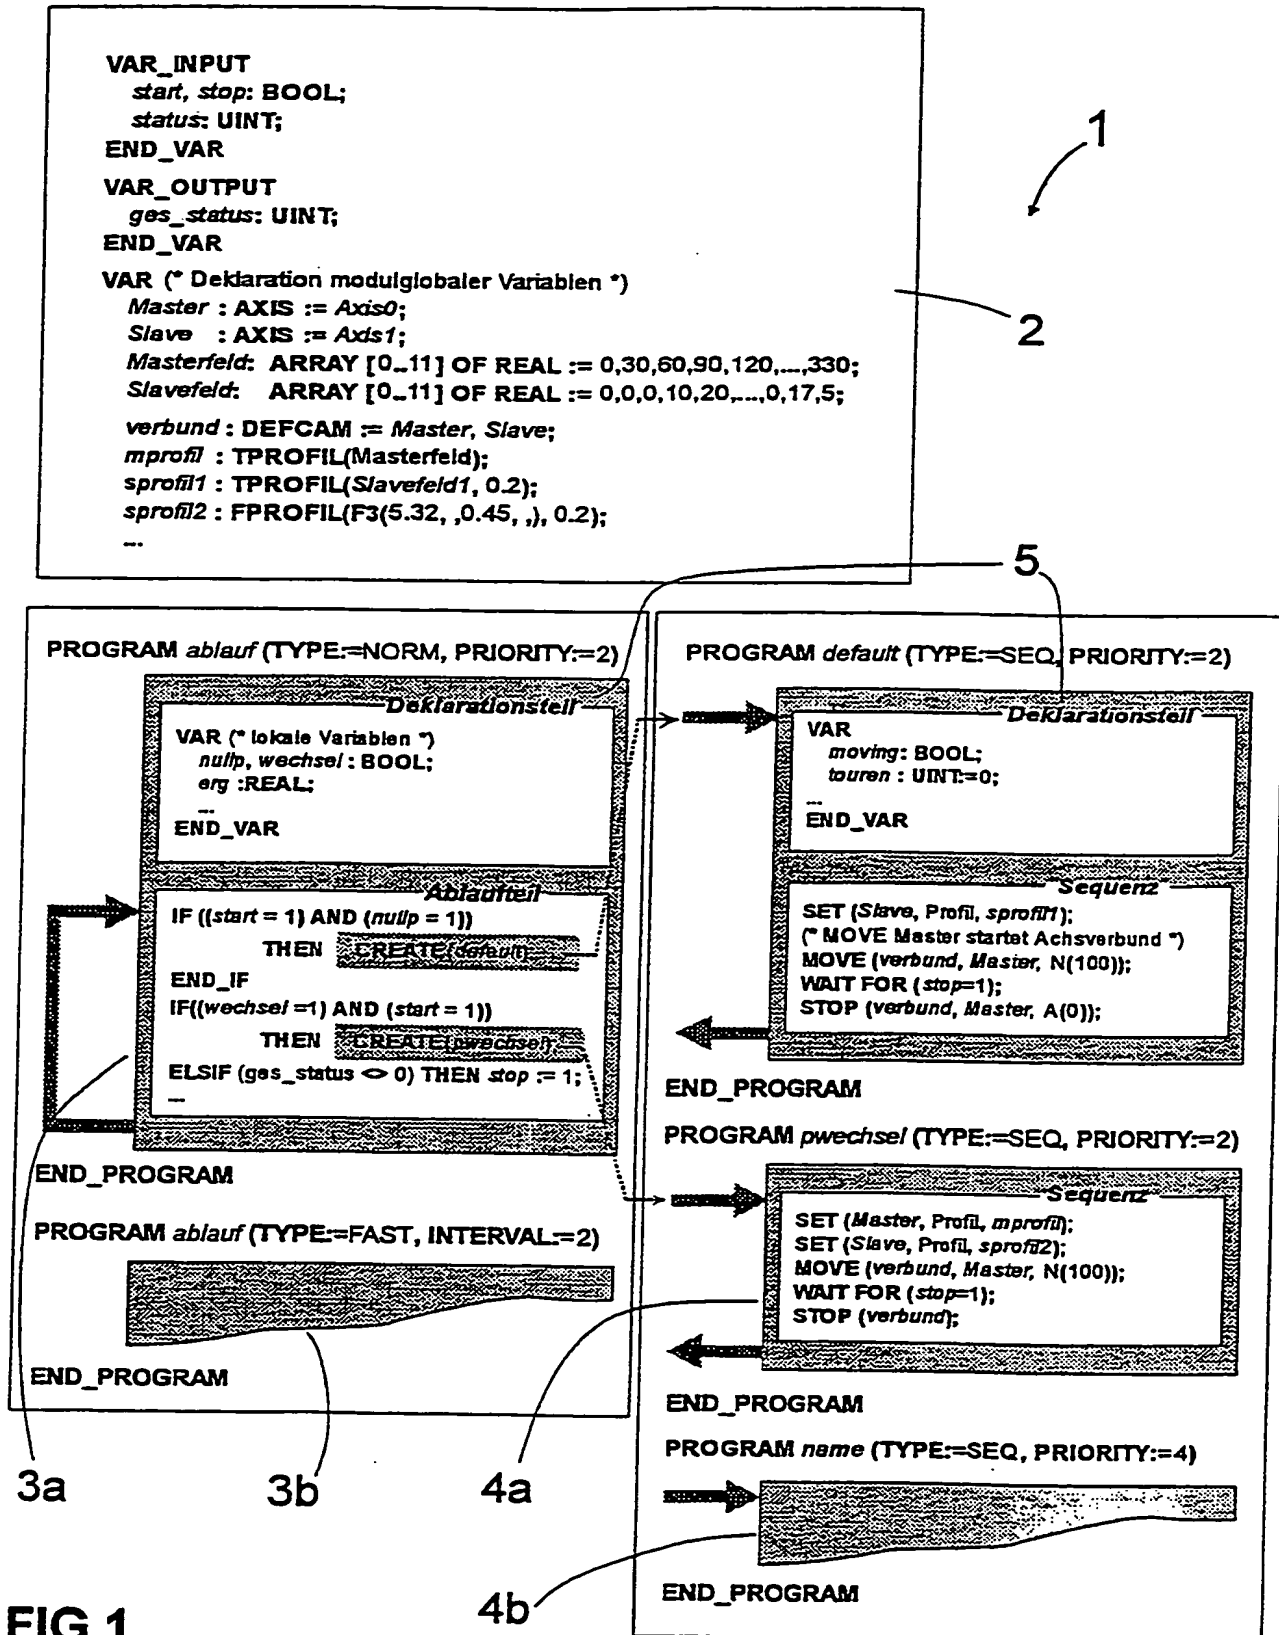 VAR_INPUT
start, stop: BOOL;
status: UINT;
END_VAR
VAR_OUTPUT
ges_status: UINT;
END_VAR
VAR (* Deklaration modulglobaler Variablen *)
Master : AXIS := Axis0;
Slave : AXIS := Axis1;
Masterfeld: ARRAY [0..11] OF REAL := 0,30,60,90,120,...,330;
Slavefeld: ARRAY [0..11] OF REAL := 0,0,0,10,20,...,0,17,5;
verbund : DEFCAM := Master, Slave;
mprofil : TPROFIL(Masterfeld);
sprofil1 : TPROFIL(Slavefeld1, 0.2);
sprofil2 : FPROFIL(F3(5.32, ,0.45, ,), 0.2);
...
1
2
5
PROGRAM ablauf (TYPE:=NORM, PRIORITY:=2)
Deklarationsteil
VAR (* lokale Variablen *)
nullp, wechsel : BOOL;
erg :REAL;
...
END_VAR
Ablaufteil
IF ((start = 1) AND (nullp = 1))
THEN CREATE(default)
END_IF
IF((wechsel =1) AND (start = 1))
THEN CREATE(pwechsel);
ELSIF (ges_status <> 0) THEN stop := 1;
...
END_PROGRAM
PROGRAM ablauf (TYPE:=FAST, INTERVAL:=2)
END_PROGRAM
3a
3b
PROGRAM default (TYPE:=SEQ, PRIORITY:=2)
Deklarationsteil
VAR
moving: BOOL;
touren : UINT:=0;
...
END_VAR
"Sequenz"
SET (Slave, Profil, sprofil1);
(* MOVE Master startet Achsverbund *)
MOVE (verbund, Master, N(100));
WAIT FOR (stop=1);
STOP (verbund, Master, A(0));
END_PROGRAM
PROGRAM pwechsel (TYPE:=SEQ, PRIORITY:=2)
"Sequenz"
SET (Master, Profil, mprofil);
SET (Slave, Profil, sprofil2);
MOVE (verbund, Master, N(100));
WAIT FOR (stop=1);
STOP (verbund);
END_PROGRAM
PROGRAM name (TYPE:=SEQ, PRIORITY:=4)
END_PROGRAM
4a
4b
FIG 1